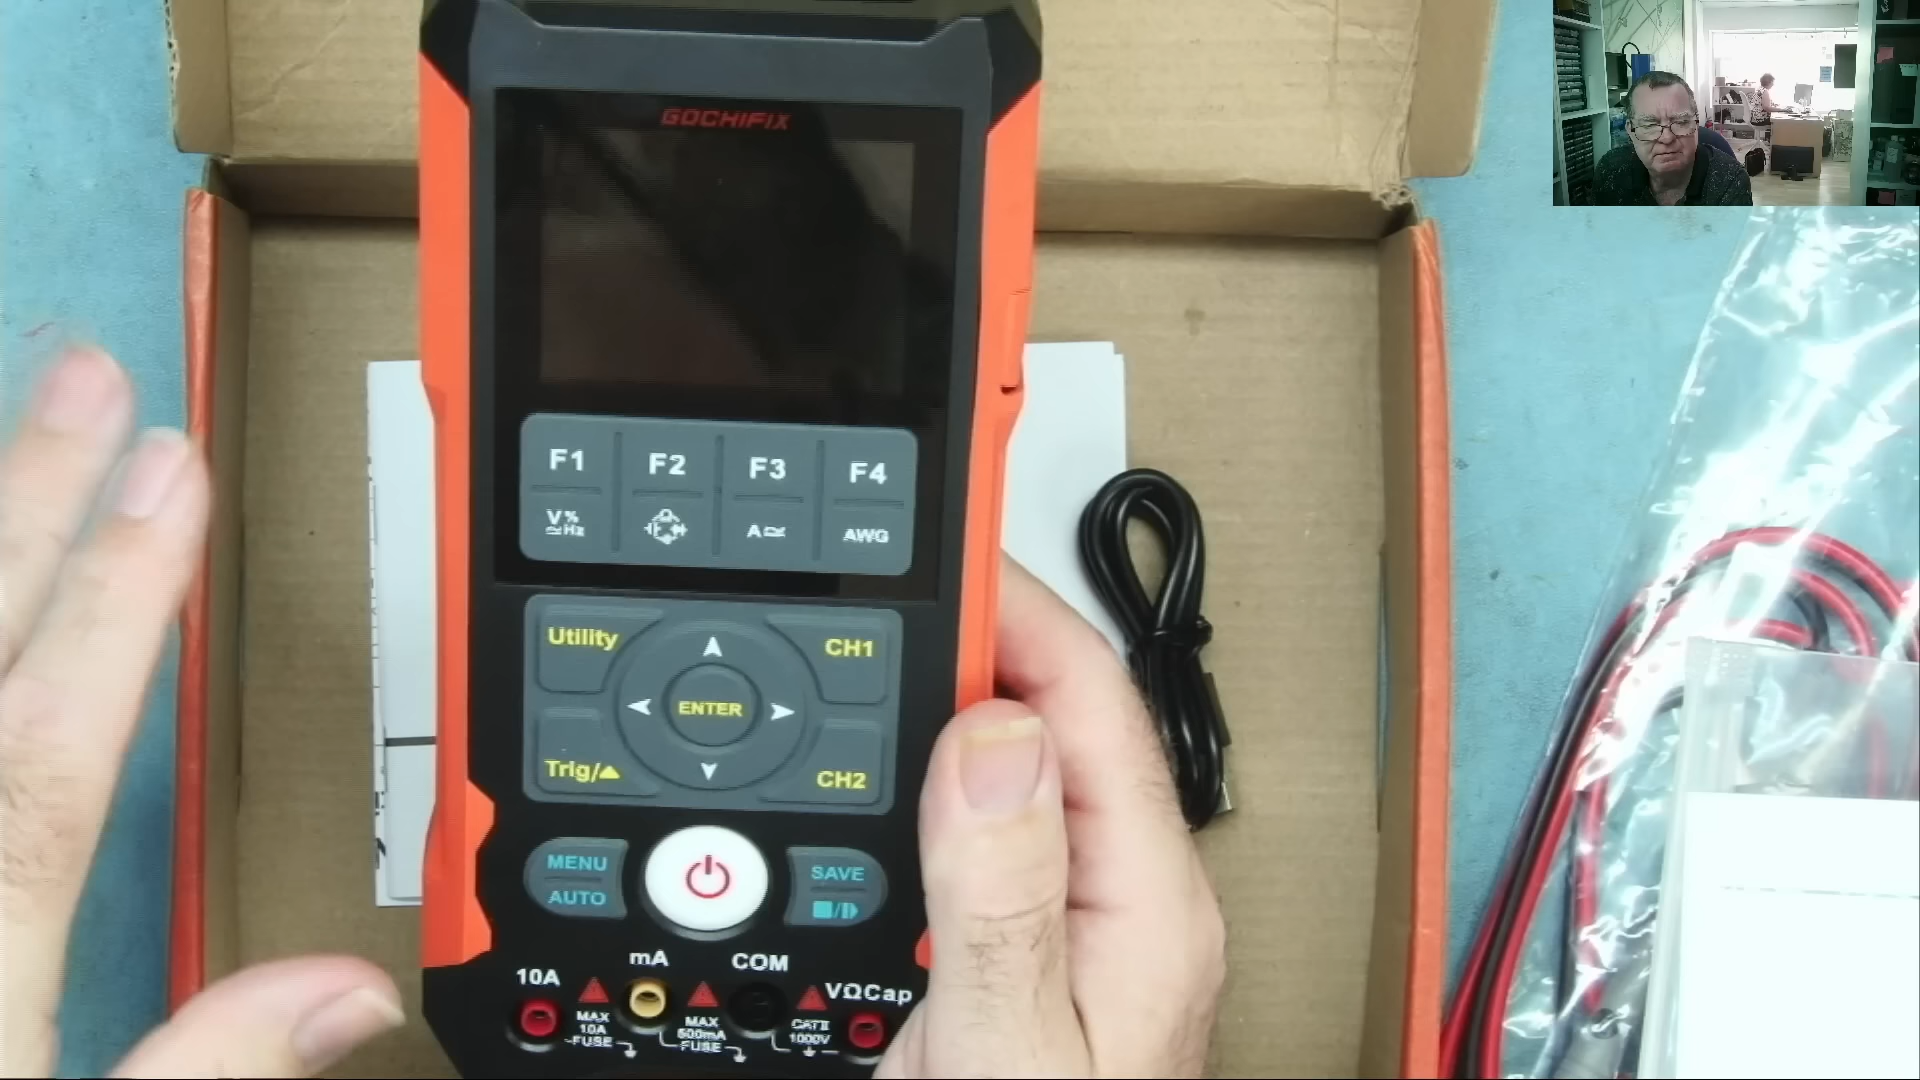 GOCHIFIX
F1 F2 F3 F4
V% Hz A AWG
Utility CH1
ENTER
Trig/▲ CH2
MENU SAVE
AUTO
10A mA COM VΩCap
MAX 10A FUSE
MAX 500mA FUSE
CAT II 1000V